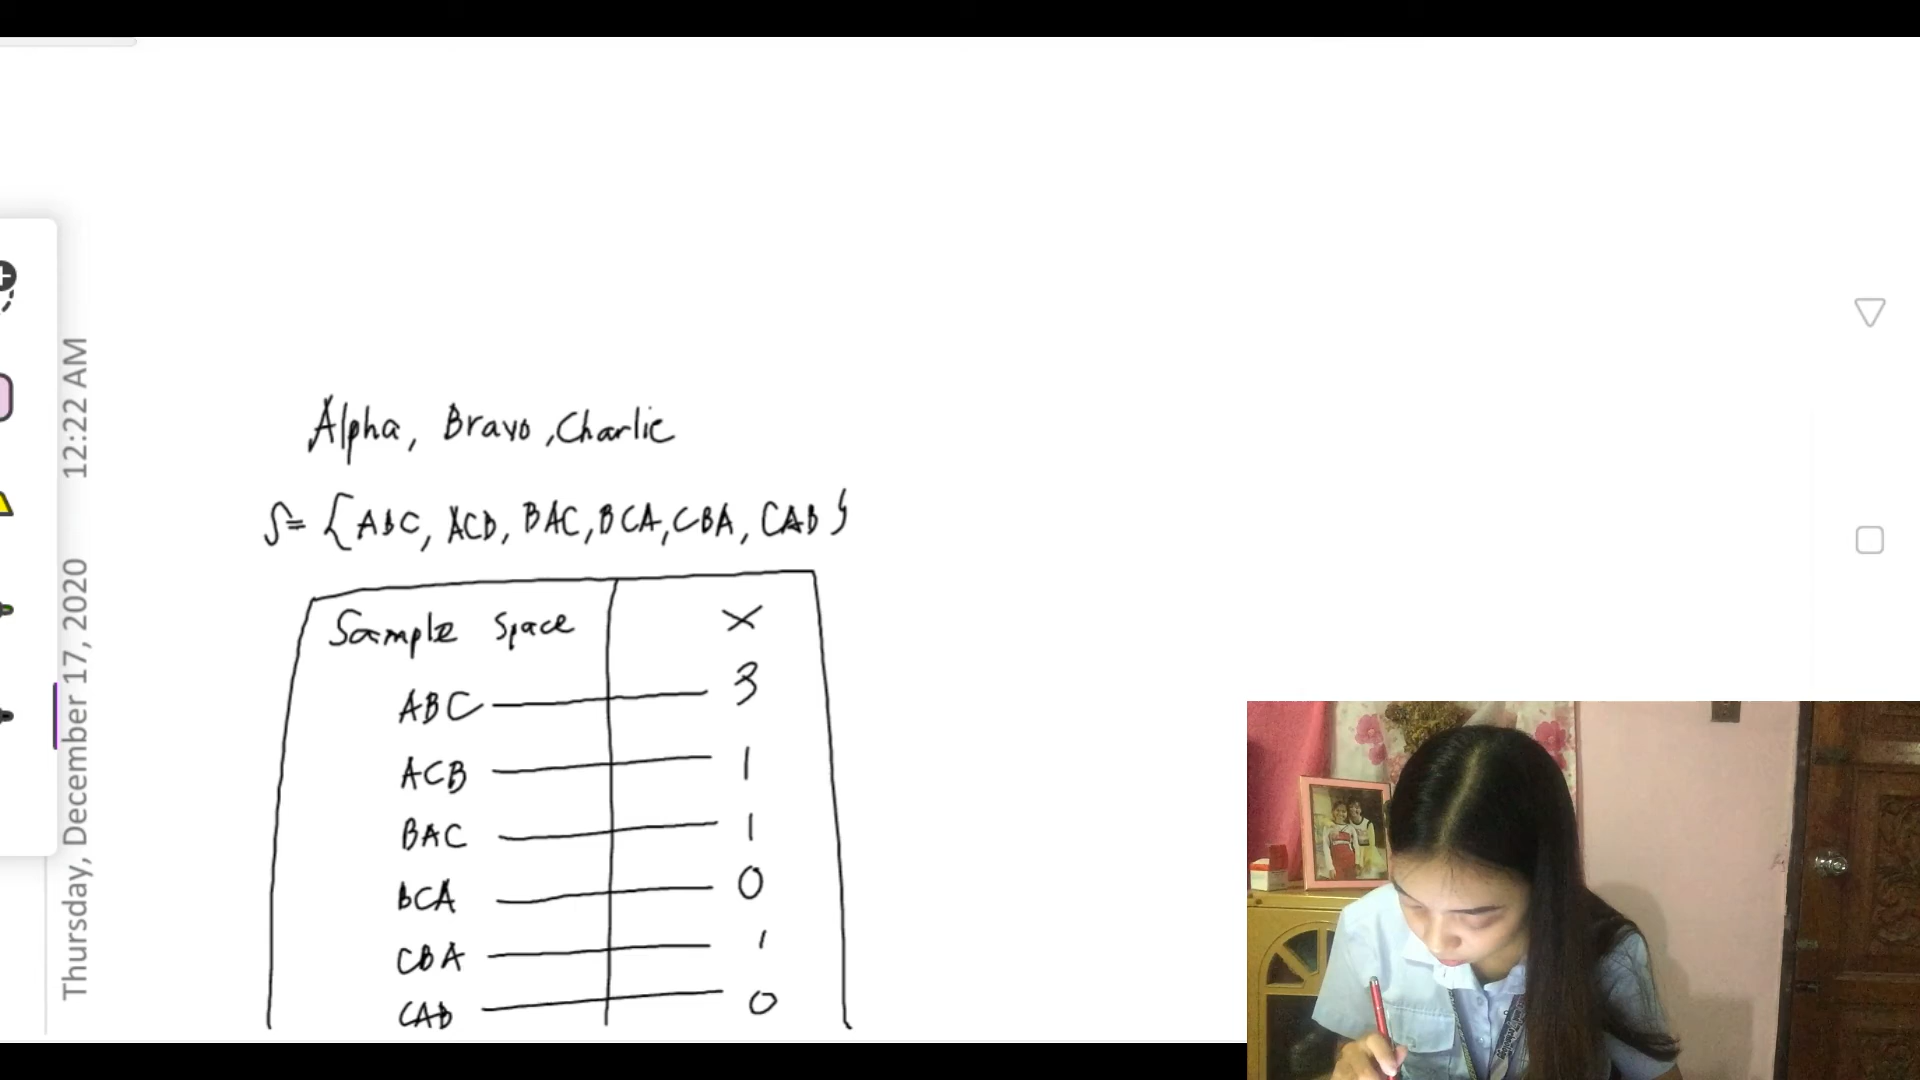 Thursday, December 17, 2020 12:22 AM
Alpha, Bravo, Charlie
S = {ABC, ACB, BAC, BCA, CBA, CAB}
Sample Space X
ABC 3
ACB 1
BAC 1
BCA 0
CBA 1
CAB 0